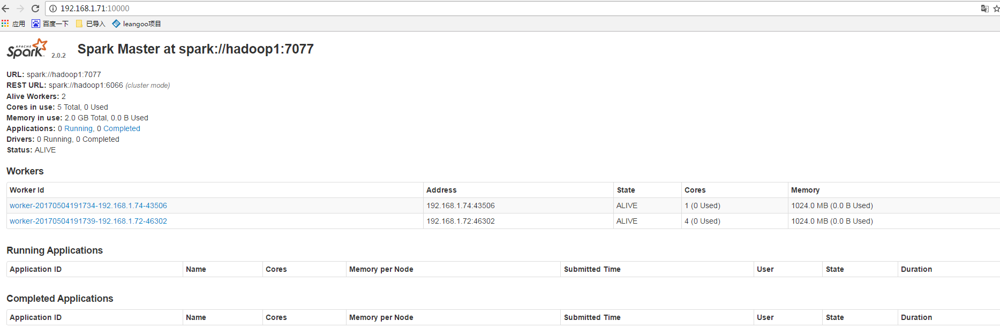 192.168.1.71:10000
应用 百度一下 已导入 leangoo项目
APACHE Spark 2.0.2 Spark Master at spark://hadoop1:7077
URL: spark://hadoop1:7077
REST URL: spark://hadoop1:6066 (cluster mode)
Alive Workers: 2
Cores in use: 5 Total, 0 Used
Memory in use: 2.0 GB Total, 0.0 B Used
Applications: 0 Running, 0 Completed
Drivers: 0 Running, 0 Completed
Status: ALIVE
Workers
Worker Id Address State Cores Memory
worker-20170504191734-192.168.1.74-43506 192.168.1.74:43506 ALIVE 1 (0 Used) 1024.0 MB (0.0 B Used)
worker-20170504191739-192.168.1.72-46302 192.168.1.72:46302 ALIVE 4 (0 Used) 1024.0 MB (0.0 B Used)
Running Applications
Application ID Name Cores Memory per Node Submitted Time User State Duration
Completed Applications
Application ID Name Cores Memory per Node Submitted Time User State Duration